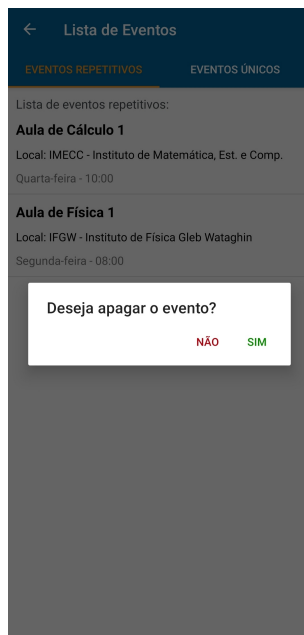 Lista de Eventos
EVENTOS REPETITIVOS
EVENTOS ÚNICOS
Lista de eventos repetitivos:
Aula de Cálculo 1
Local: IMECC - Instituto de Matemática, Est. e Comp.
Quarta-feira - 10:00
Aula de Física 1
Local: IFGW - Instituto de Física Gleb Wataghin
Segunda-feira - 08:00
Deseja apagar o evento?
NÃO
SIM